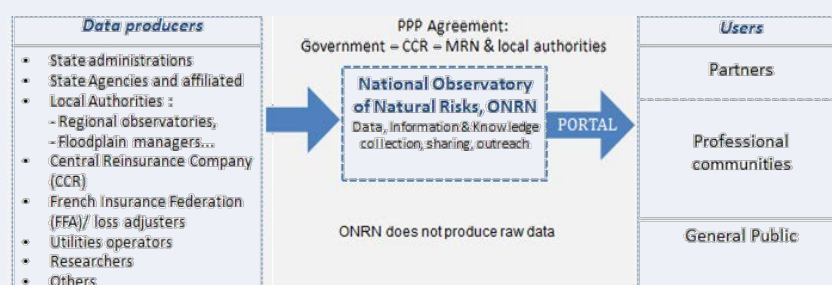 Data producers
• State administrations
• State Agencies and affiliated
• Local Authorities :
- Regional observatories,
- Floodplain managers...
• Central Reinsurance Company
(CCR)
• French Insurance Federation
(FFA)/ loss adjusters
• Utilities operators
• Researchers
• Others
PPP Agreement:
Government – CCR – MRN & local authorities
National Observatory
of Natural Risks, ONRN
Data, Information & Knowledge
collection, sharing, outreach
PORTAL
ONRN does not produce raw data
Users
Partners
Professional
communities
General Public